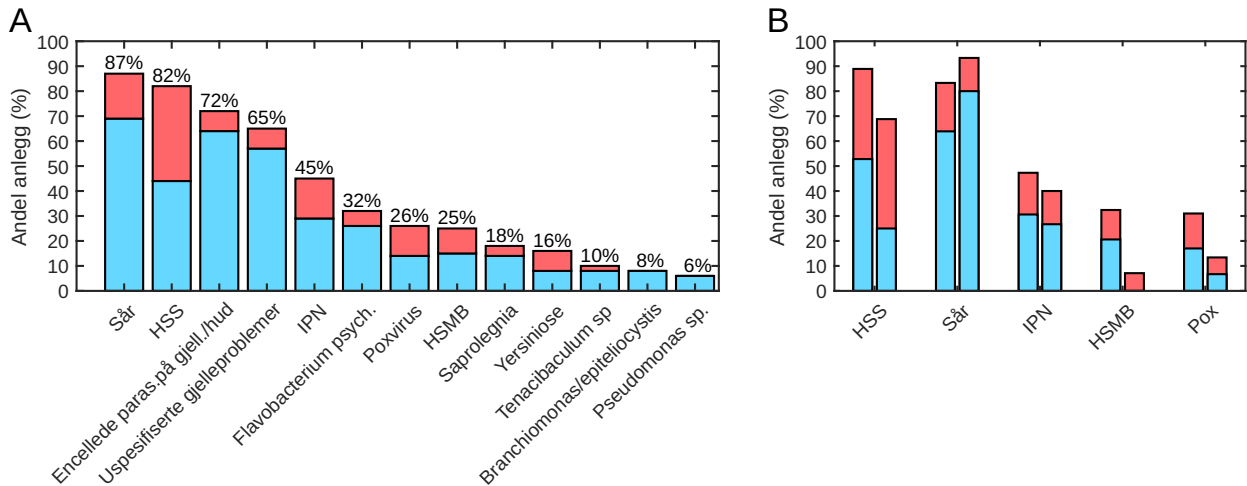 A
Andel anlegg (%)
100
90
80
70
60
50
40
30
20
10
0
87%
82%
72%
65%
45%
32%
26%
25%
18%
16%
10%
8%
6%
Sår
HSS
Encellede paras.på gjell./hud
Uspesifiserte gjelleproblemer
IPN
Flavobacterium psych.
Poxvirus
HSMB
Saprolegnia
Yersiniose
Tenacibaculum sp
Branchiomonas/epiteliocystis
Pseudomonas sp.
B
Andel anlegg (%)
100
90
80
70
60
50
40
30
20
10
0
HSS
Sår
IPN
HSMB
Pox